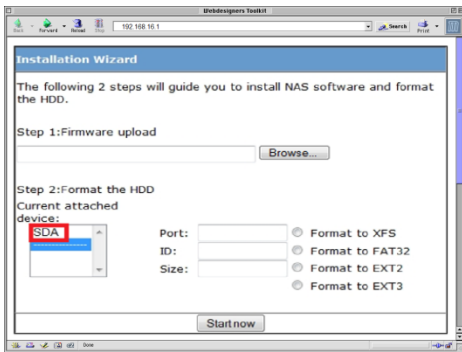 Webdesigners Toolkit
Back Forward Reload Stop 192.168.16.1 Search Print
Installation Wizard
The following 2 steps will guide you to install NAS software and format
the HDD.
Step 1:Firmware upload
Browse...
Step 2:Format the HDD
Current attached
device:
SDA
Port: Format to XFS
ID: Format to FAT32
Size: Format to EXT2
Format to EXT3
Start now
Done